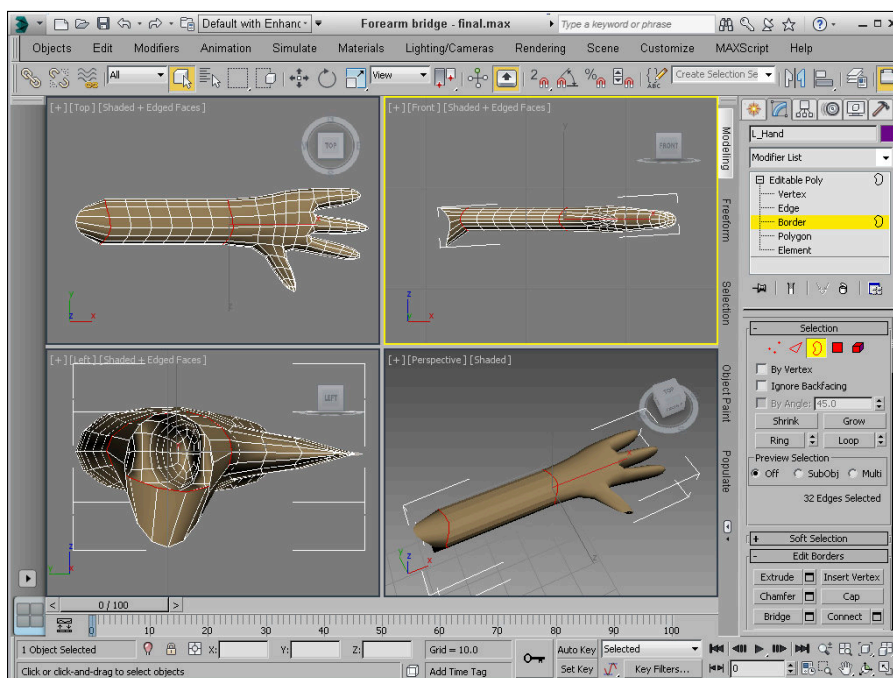 Default with Enhanc
Forearm bridge - final.max
Type a keyword or phrase
Objects Edit Modifiers Animation Simulate Materials Lighting/Cameras Rendering Scene Customize MAXScript Help
All
View
2
%
ABC
Create Selection Se
[+] [Top] [Shaded + Edged Faces]
TOP
[+] [Front] [Shaded + Edged Faces]
FRONT
[+] [Left] [Shaded + Edged Faces]
LEFT
[+] [Perspective] [Shaded]
TOP
Modeling
Freeform
Selection
Object Paint
Populate
L_Hand
Modifier List
Editable Poly
Vertex
Edge
Border
Polygon
Element
- Selection
By Vertex
Ignore Backfacing
By Angle: 45.0
Shrink Grow
Ring Loop
Preview Selection
Off SubObj Multi
32 Edges Selected
+ Soft Selection
- Edit Borders
Extrude Insert Vertex
Chamfer Cap
Bridge Connect
< 0 / 100 >
0 10 20 30 40 50 60 70 80 90 100
1 Object Selected X: Y: Z: Grid = 10.0 Auto Key Selected
Click or click-and-drag to select objects Add Time Tag Set Key Key Filters... 0